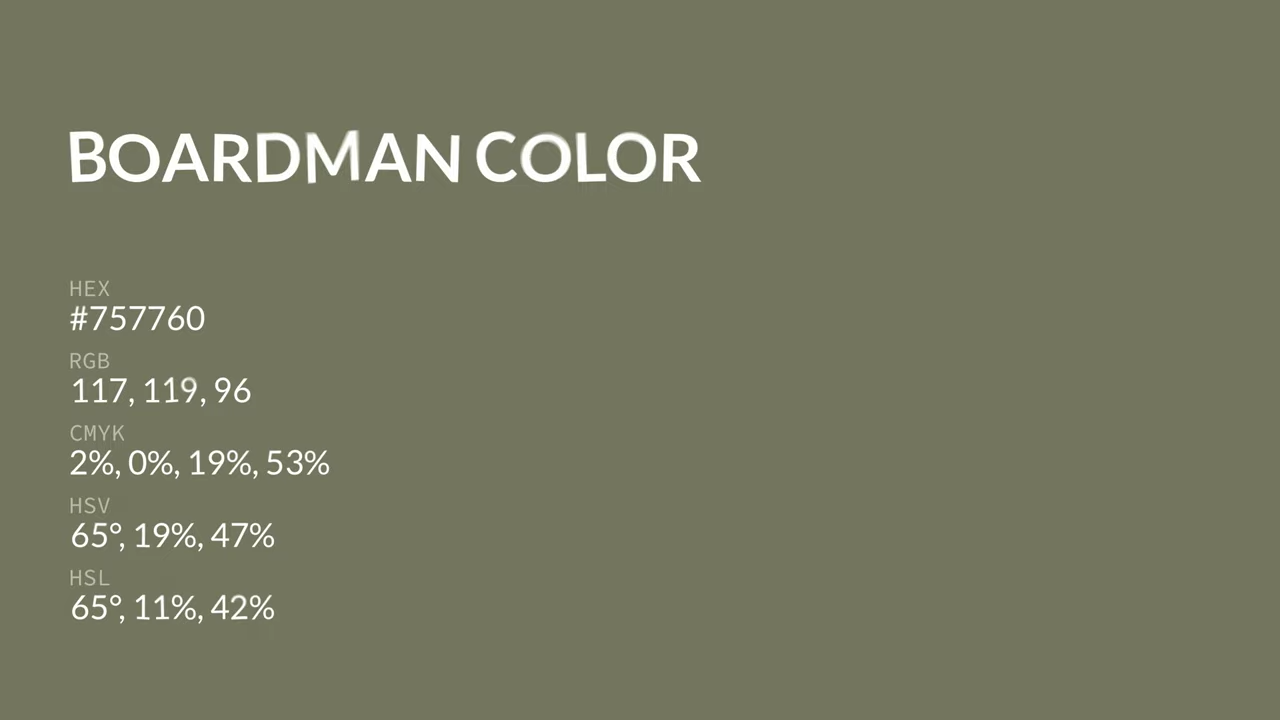 BOARDMAN COLOR
HEX
#757760
RGB
117, 119, 96
CMYK
2%, 0%, 19%, 53%
HSV
65°, 19%, 47%
HSL
65°, 11%, 42%